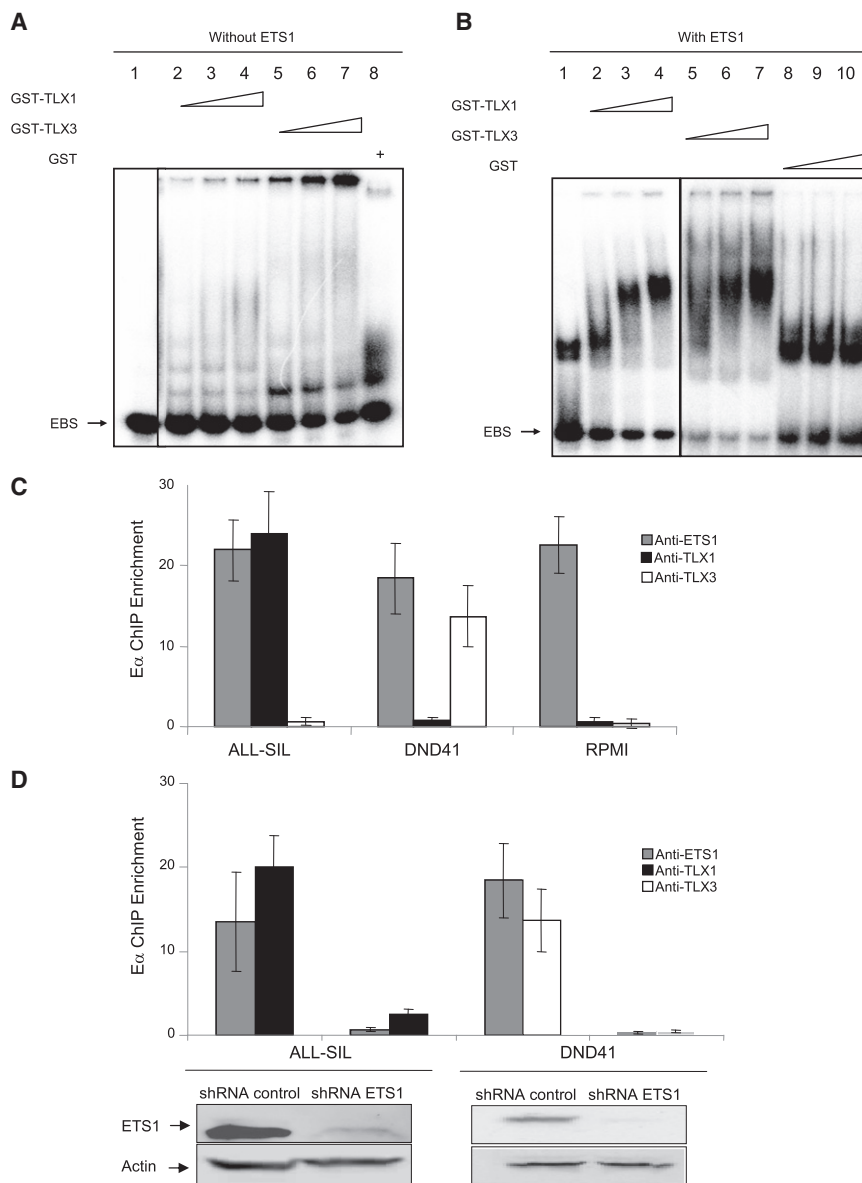 A
Without ETS1
1 2 3 4 5 6 7 8
GST-TLX1
GST-TLX3
GST +
EBS
B
With ETS1
1 2 3 4 5 6 7 8 9 10
GST-TLX1
GST-TLX3
GST
EBS
C
Eα ChIP Enrichment
30
20
10
0
Anti-ETS1
Anti-TLX1
Anti-TLX3
ALL-SIL DND41 RPMI
D
Eα ChIP Enrichment
30
20
10
0
Anti-ETS1
Anti-TLX1
Anti-TLX3
ALL-SIL DND41
shRNA control shRNA ETS1 shRNA control shRNA ETS1
ETS1
Actin